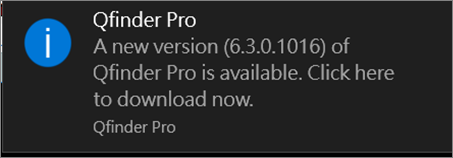 Qfinder Pro
A new version (6.3.0.1016) of
Qfinder Pro is available. Click here
to download now.
Qfinder Pro